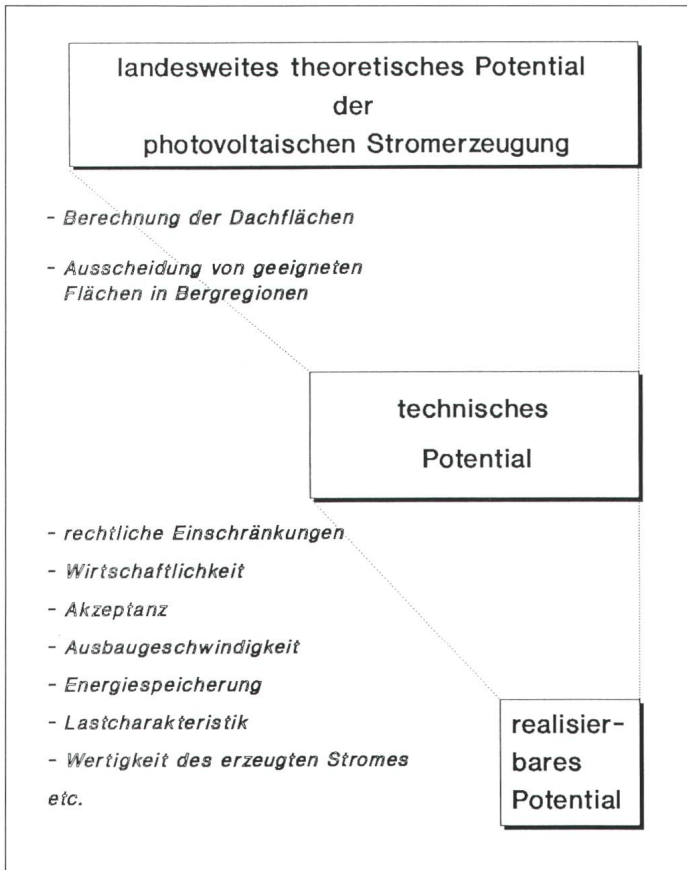 landesweites theoretisches Potential
der
photovoltaischen Stromerzeugung
- Berechnung der Dachflächen
- Ausscheidung von geeigneten
Flächen in Bergregionen
technisches
Potential
- rechtliche Einschränkungen
- Wirtschaftlichkeit
- Akzeptanz
- Ausbaugeschwindigkeit
- Energiespeicherung
- Lastcharakteristik
- Wertigkeit des erzeugten Stromes
etc.
realisier-
bares
Potential